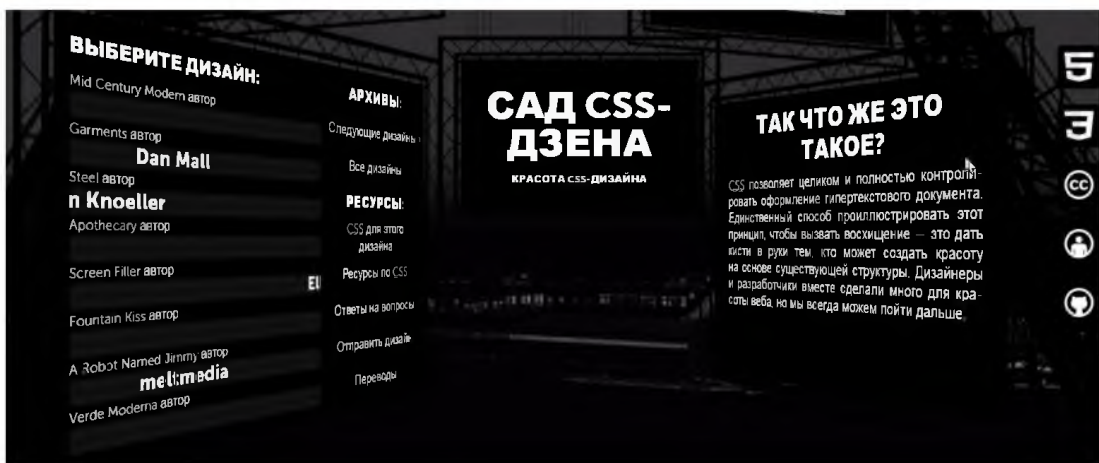 ВЫБЕРИТЕ ДИЗАЙН:
Mid Century Modern автор
Garments автор
Dan Mall
Steel автор
n Knoeller
Apothecary автор
Screen Filler автор
El
Fountain Kiss автор
A Robot Named Jimmy автор
meltmedia
Verde Moderna автор
АРХИВЫ:
Следующие дизайны
Все дизайны
РЕСУРСЫ:
CSS для этого
дизайна
Ресурсы по CSS
Ответы на вопросы
Отправить дизайн
Переводы
САД CSS-
ДЗЕНА
КРАСОТА CSS-ДИЗАЙНА
ТАК ЧТО ЖЕ ЭТО
ТАКОЕ?
CSS позволяет целиком и полностью контроли-
ровать оформление гипертекстового документа.
Единственный способ проиллюстрировать этот
принцип, чтобы вызвать восхищение — это дать
кисти в руки тем, кто может создать красоту
на основе существующей структуры. Дизайнеры
и разработчики вместе сделали много для кра-
соты веба, но мы всегда можем пойти дальше.
5
3
cc